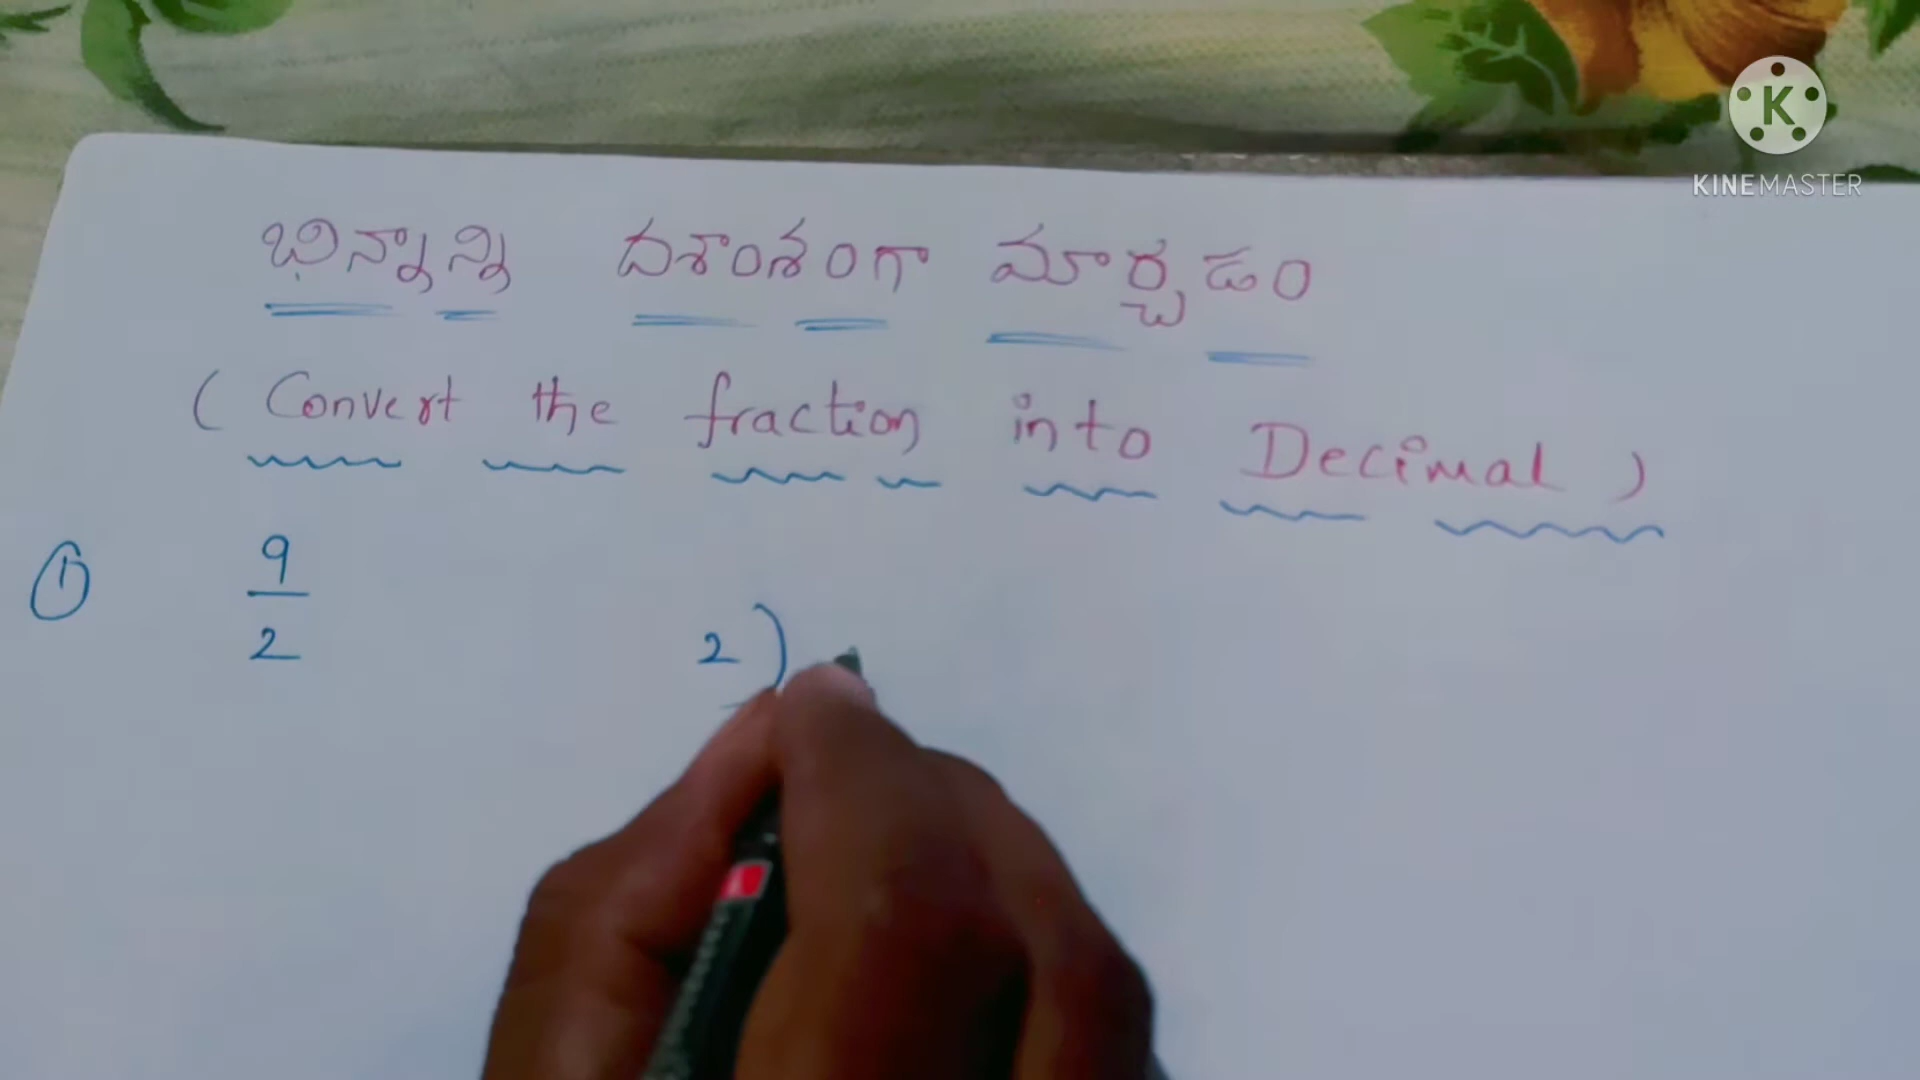 KINEMASTER
భిన్నాన్ని దశాంశంగా మార్చడం
( Convert the fraction into Decimal )
1
9
2
2 )